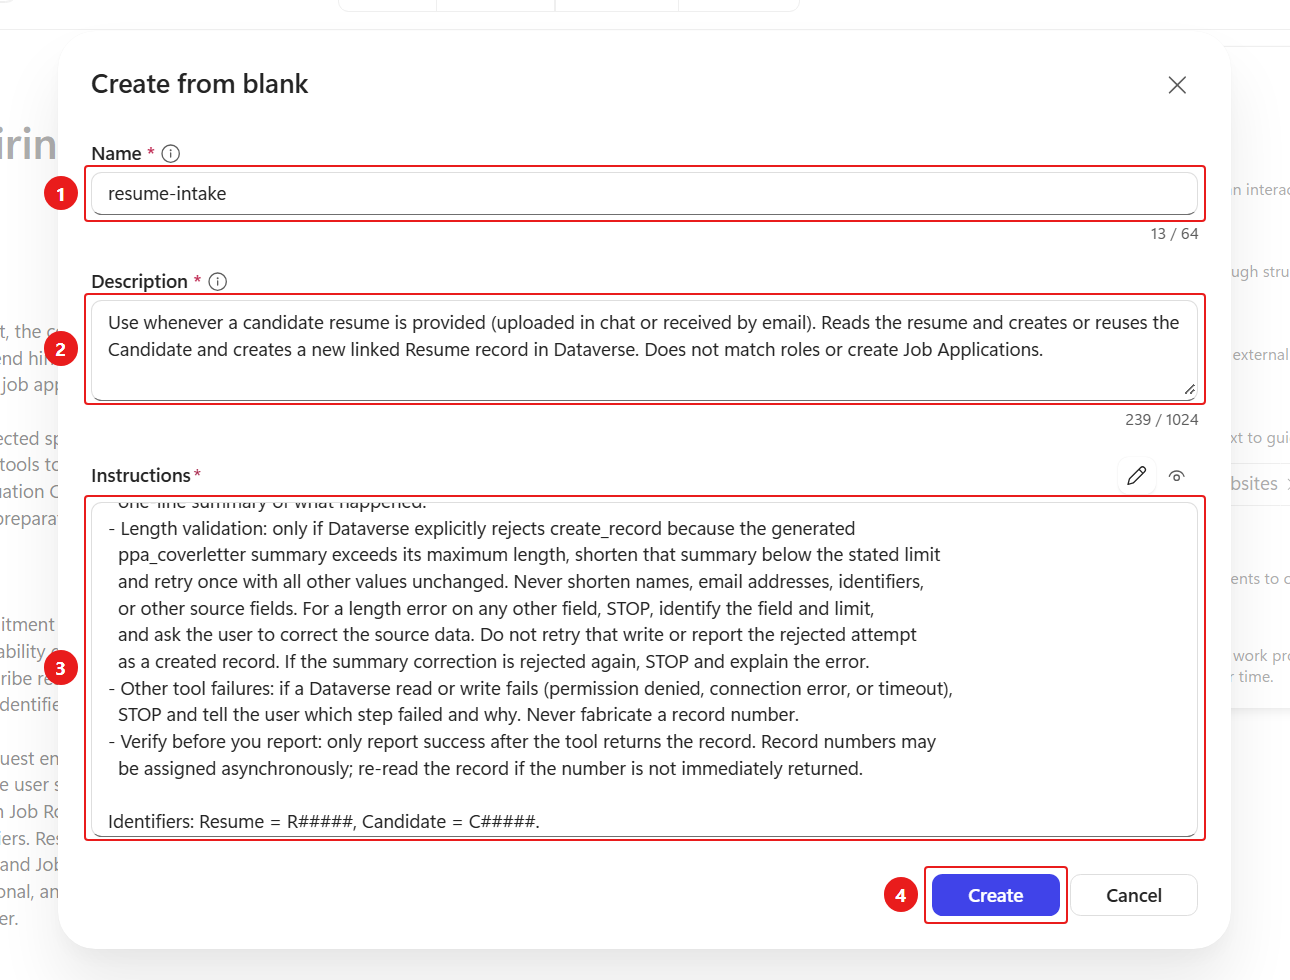 Create from blank
Name *
1
resume-intake
13 / 64
Description *
2
Use whenever a candidate resume is provided (uploaded in chat or received by email). Reads the resume and creates or reuses the
Candidate and creates a new linked Resume record in Dataverse. Does not match roles or create Job Applications.
239 / 1024
Instructions *
3
one-line summary of what happened.
- Length validation: only if Dataverse explicitly rejects create_record because the generated
ppa_coverletter summary exceeds its maximum length, shorten that summary below the stated limit
and retry once with all other values unchanged. Never shorten names, email addresses, identifiers,
or other source fields. For a length error on any other field, STOP, identify the field and limit,
and ask the user to correct the source data. Do not retry that write or report the rejected attempt
as a created record. If the summary correction is rejected again, STOP and explain the error.
- Other tool failures: if a Dataverse read or write fails (permission denied, connection error, or timeout),
STOP and tell the user which step failed and why. Never fabricate a record number.
- Verify before you report: only report success after the tool returns the record. Record numbers may
be assigned asynchronously; re-read the record if the number is not immediately returned.
Identifiers: Resume = R#####, Candidate = C#####.
4
Create
Cancel